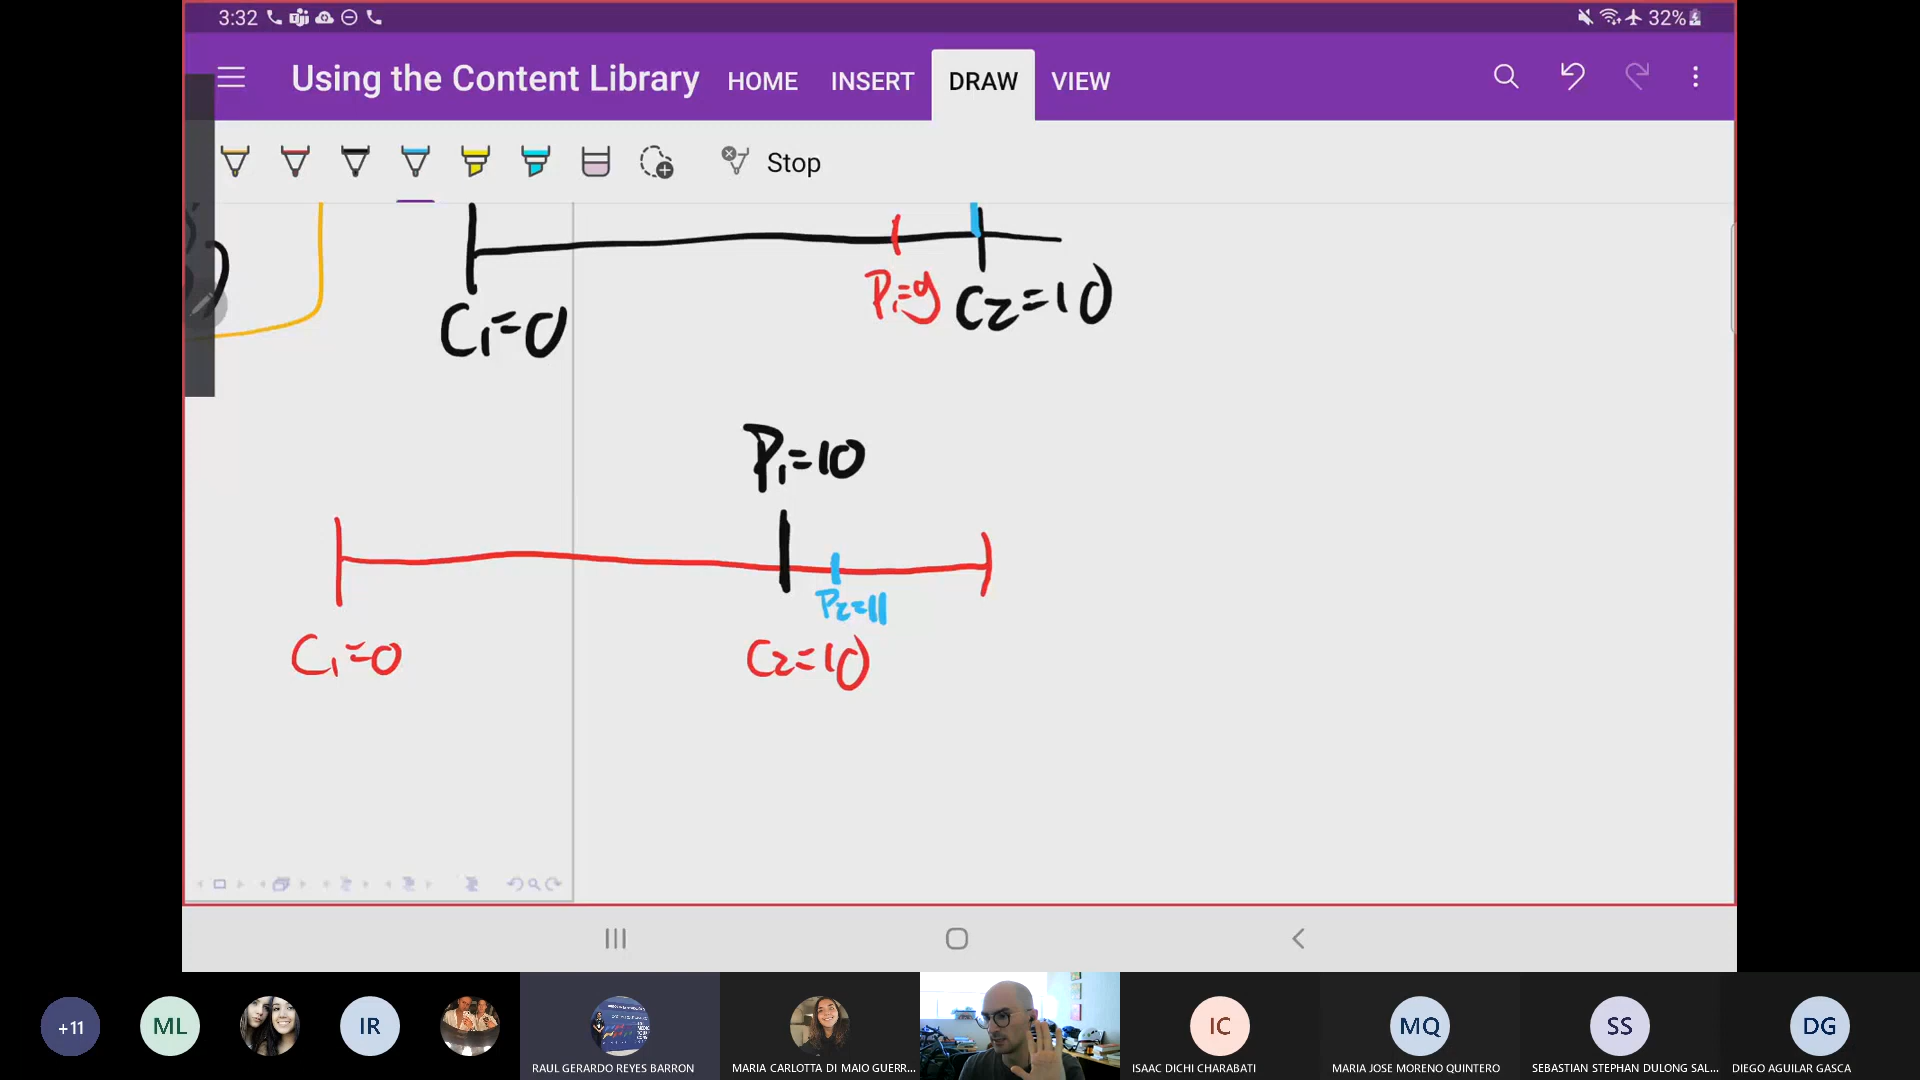 3:32 32%
Using the Content Library HOME INSERT DRAW VIEW
Stop
P1=9 C2=10
C1=0
P1=10
P2=11
C1=0 C2=10
+11 ML IR IC MQ SS DG
RAUL GERARDO REYES BARRON MARIA CARLOTTA DI MAIO GUERR... ISAAC DICHI CHARABATI MARIA JOSE MORENO QUINTERO SEBASTIAN STEPHAN DULONG SAL... DIEGO AGUILAR GASCA